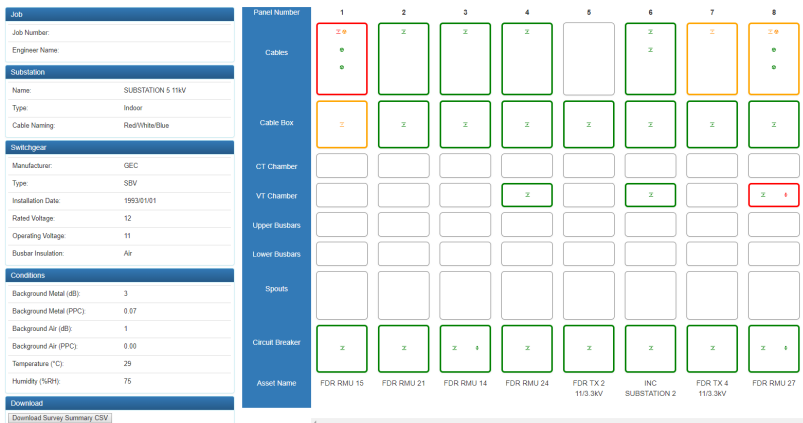 Job
Job Number:
Engineer Name:
Substation
Name: SUBSTATION 5 11kV
Type: Indoor
Cable Naming: Red/White/Blue
Switchgear
Manufacturer: GEC
Type: SBV
Installation Date: 1993/01/01
Rated Voltage: 12
Operating Voltage: 11
Busbar Insulation: Air
Conditions
Background Metal (dB): 3
Background Metal (PPC): 0.07
Background Air (dB): 1
Background Air (PPC): 0.00
Temperature (°C): 29
Humidity (%RH): 75
Download
Download Survey Summary CSV
Panel Number 1 2 3 4 5 6 7 8
Cables
Cable Box
CT Chamber
VT Chamber
Upper Busbars
Lower Busbars
Spouts
Circuit Breaker
Asset Name FDR RMU 15 FDR RMU 21 FDR RMU 14 FDR RMU 24 FDR TX 2 INC FDR TX 4 FDR RMU 27
11/3.3kV SUBSTATION 2 11/3.3kV